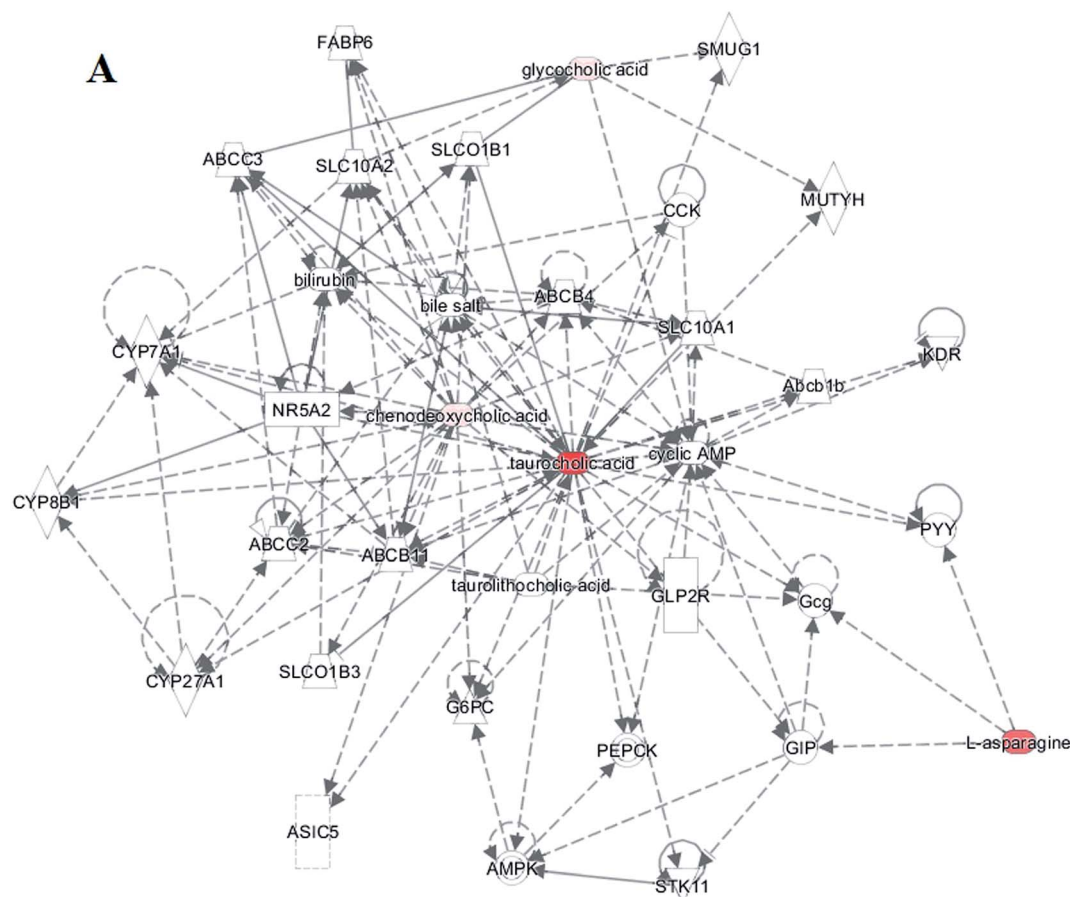 A
FABP6
SMUG1
glycocholic acid
ABCC3
SLC10A2
SLCO1B1
MUTYH
CCK
bilirubin
bile salt
ABCB4
SLC10A1
CYP7A1
KDR
Abcb1b
NR5A2
chenodeoxycholic acid
taurocholic acid
cyclic AMP
CYP8B1
PYY
ABCC2
ABCB11
taurolithocholic acid
GLP2R
Gcg
CYP27A1
SLCO1B3
G6PC
PEPCK
GIP
L-asparagine
ASIC5
AMPK
STK11